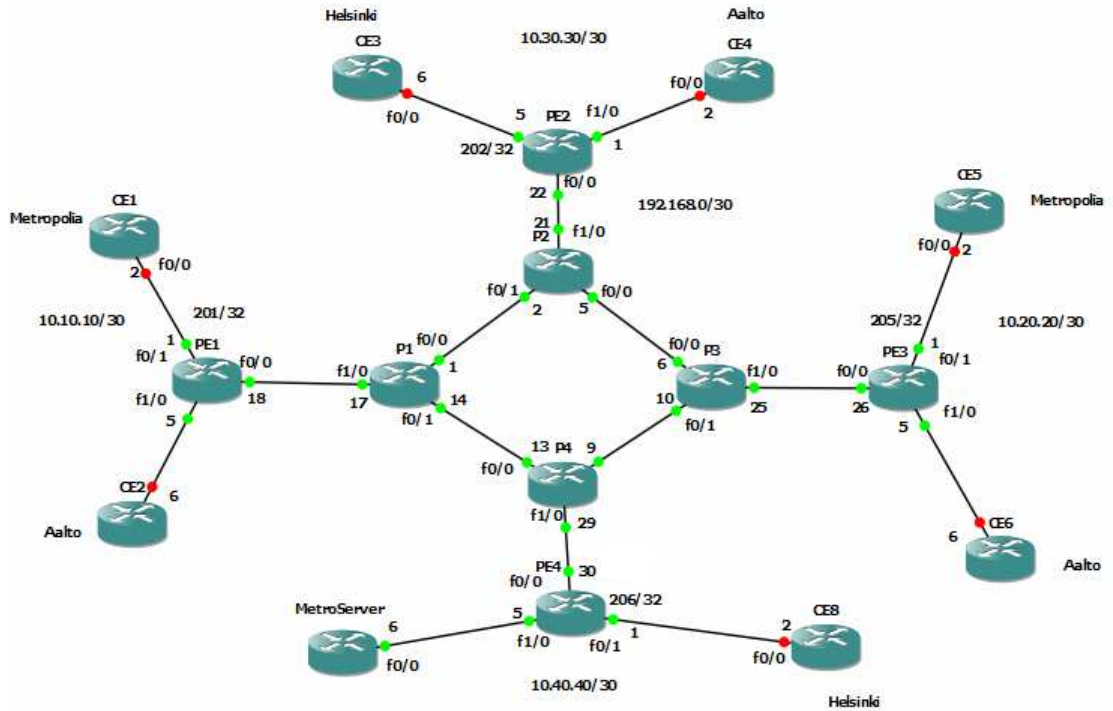 Helsinki
Aalto
CE3
10.30.30/30
CE4
6
f0/0
f0/0
5
PE2
f1/0
2
202/32
1
22
f0/0
CE5
CE1
192.168.0/30
Metropolia
Metropolia
21
f1/0
P2
f0/0
2
2
f0/0
f0/1
f0/0
201/32
2
5
205/32
10.20.20/30
10.10.10/30
1
f0/0
f0/0
1
f0/1
PE1
f0/0
P1
1
6
P3
f1/0
PE3
f0/1
f1/0
f0/0
f1/0
18
17
14
10
25
26
f1/0
5
f0/1
f0/1
5
13
P4
9
CE2
6
f0/0
f1/0
29
CE6
Aalto
6
Aalto
PE4
30
f0/0
206/32
MetroServer
6
5
2
CE8
f1/0
f0/1
1
f0/0
f0/0
10.40.40/30
Helsinki